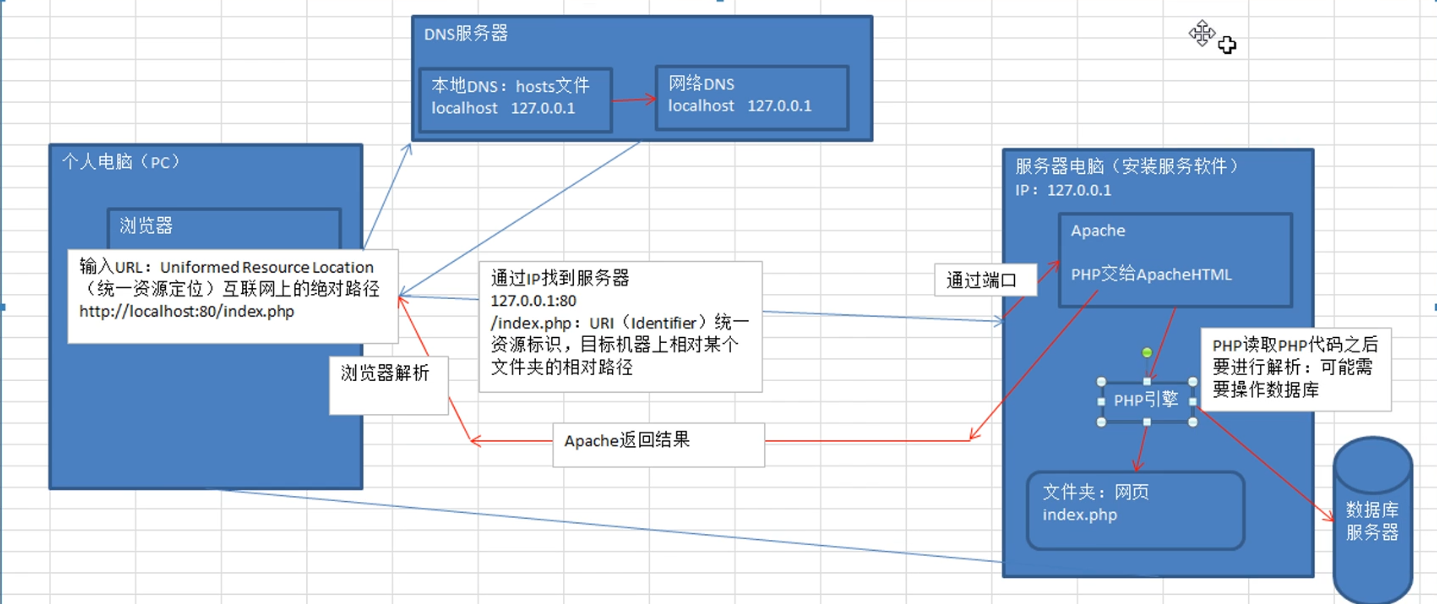 DNS服务器
本地DNS：hosts文件
localhost 127.0.0.1
网络DNS
localhost 127.0.0.1
个人电脑（PC）
浏览器
输入URL：Uniformed Resource Location
（统一资源定位）互联网上的绝对路径
http://localhost:80/index.php
浏览器解析
通过IP找到服务器
127.0.0.1:80
/index.php：URI（Identifier）统一
资源标识，目标机器上相对某个
文件夹的相对路径
Apache返回结果
通过端口
服务器电脑（安装服务软件）
IP：127.0.0.1
Apache
PHP交给ApacheHTML
PHP读取PHP代码之后
要进行解析：可能需
要操作数据库
PHP引擎
文件夹：网页
index.php
数据库
服务器